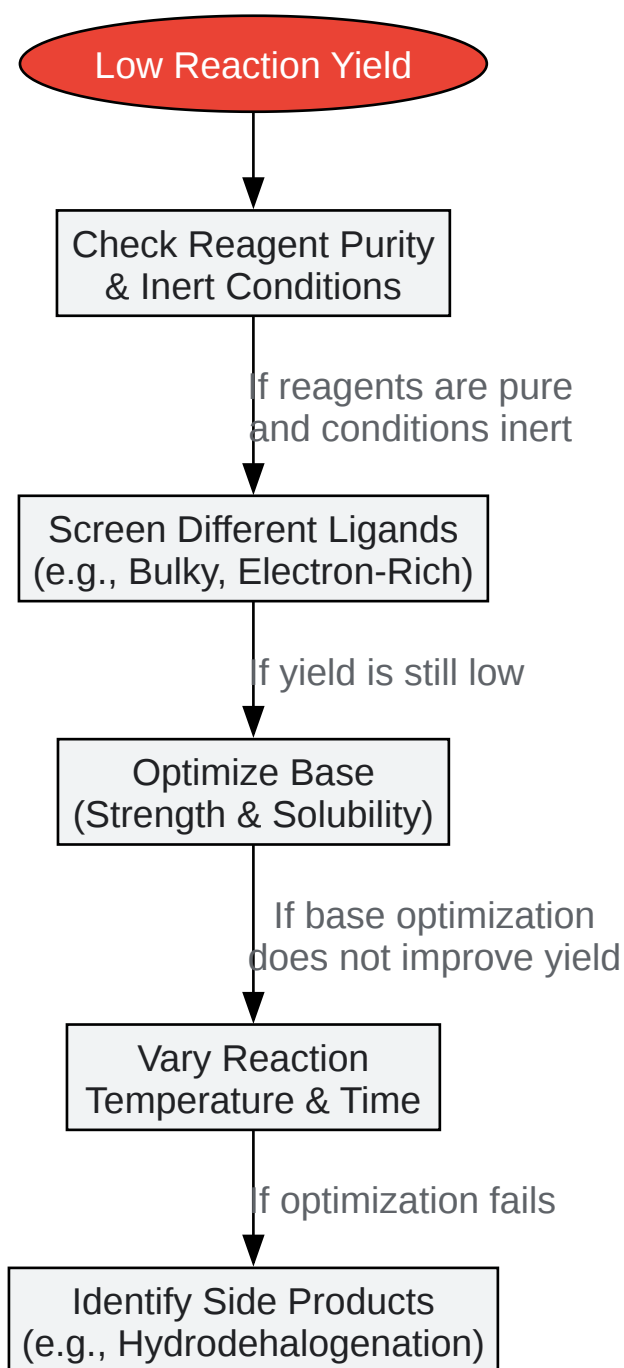 Low Reaction Yield
Check Reagent Purity
& Inert Conditions
If reagents are pure
and conditions inert
Screen Different Ligands
(e.g., Bulky, Electron-Rich)
If yield is still low
Optimize Base
(Strength & Solubility)
If base optimization
does not improve yield
Vary Reaction
Temperature & Time
If optimization fails
Identify Side Products
(e.g., Hydrodehalogenation)